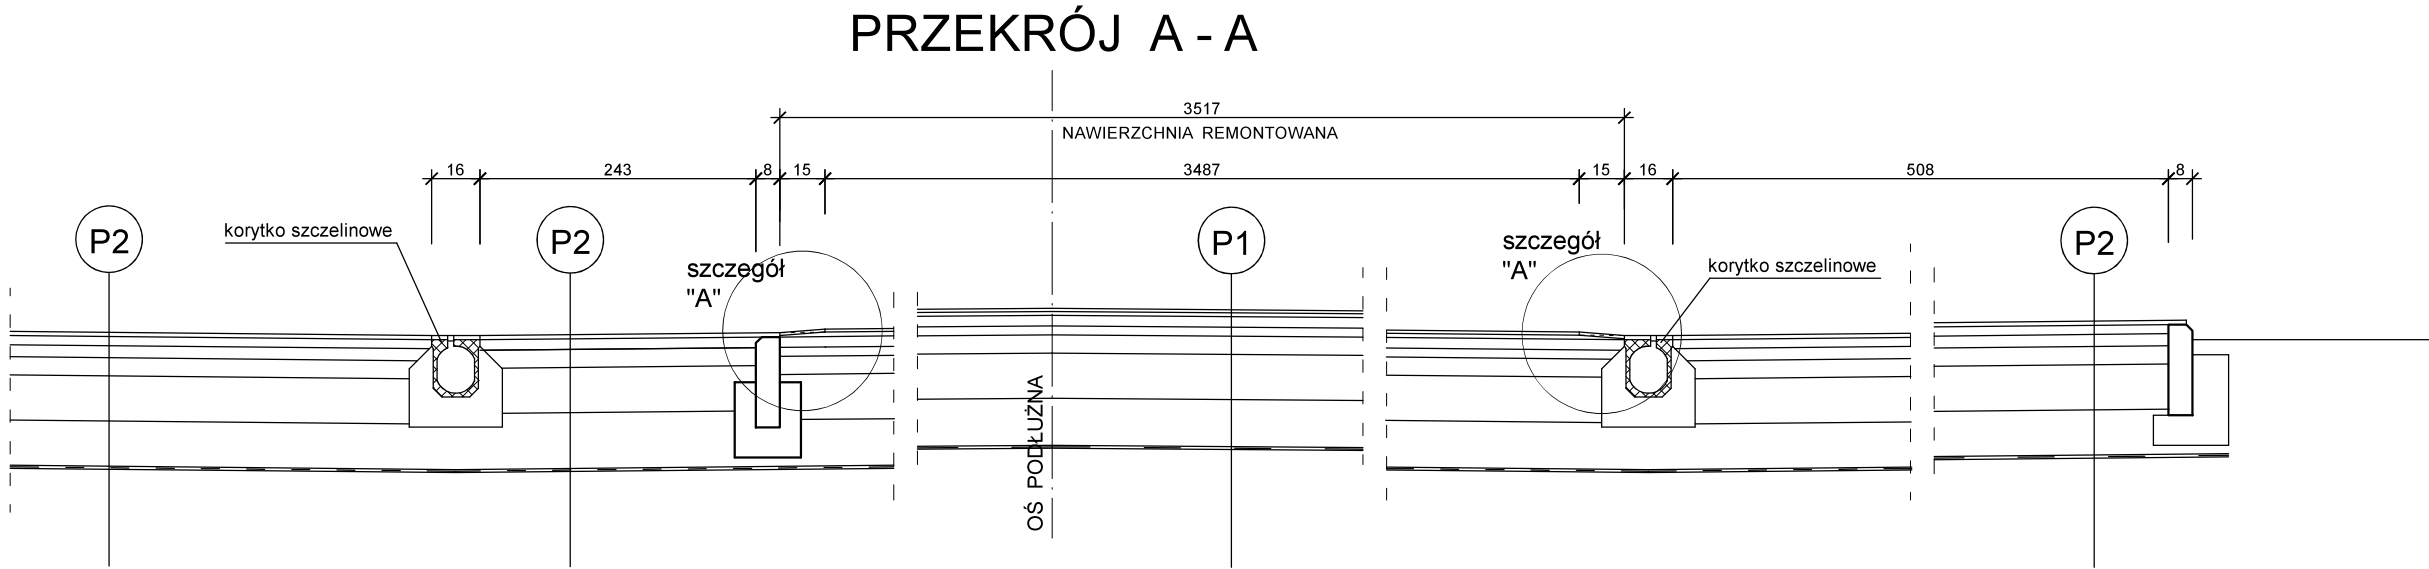 PRZEKRÓJ A - A
3517
NAWIERZCHNIA REMONTOWANA
16 243 8 15 3487 15 16 508 8
P2 korytko szczelinowe P2 P1 P2
szczegół
"A"
szczegół
"A"
korytko szczelinowe
OŚ PODŁUŻNA